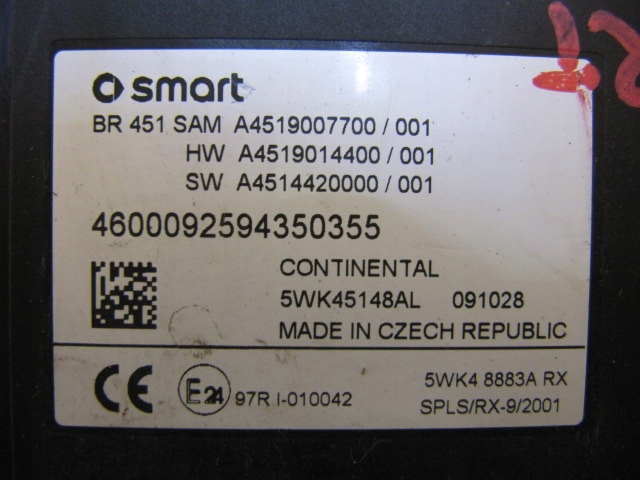 smart
BR 451 SAM A4519007700 / 001
HW A4519014400 / 001
SW A4514420000 / 001
4600092594350355
CONTINENTAL
5WK45148AL 091028
MADE IN CZECH REPUBLIC
CE E24 97R I-010042
5WK4 8883A RX
SPLS/RX-9/2001